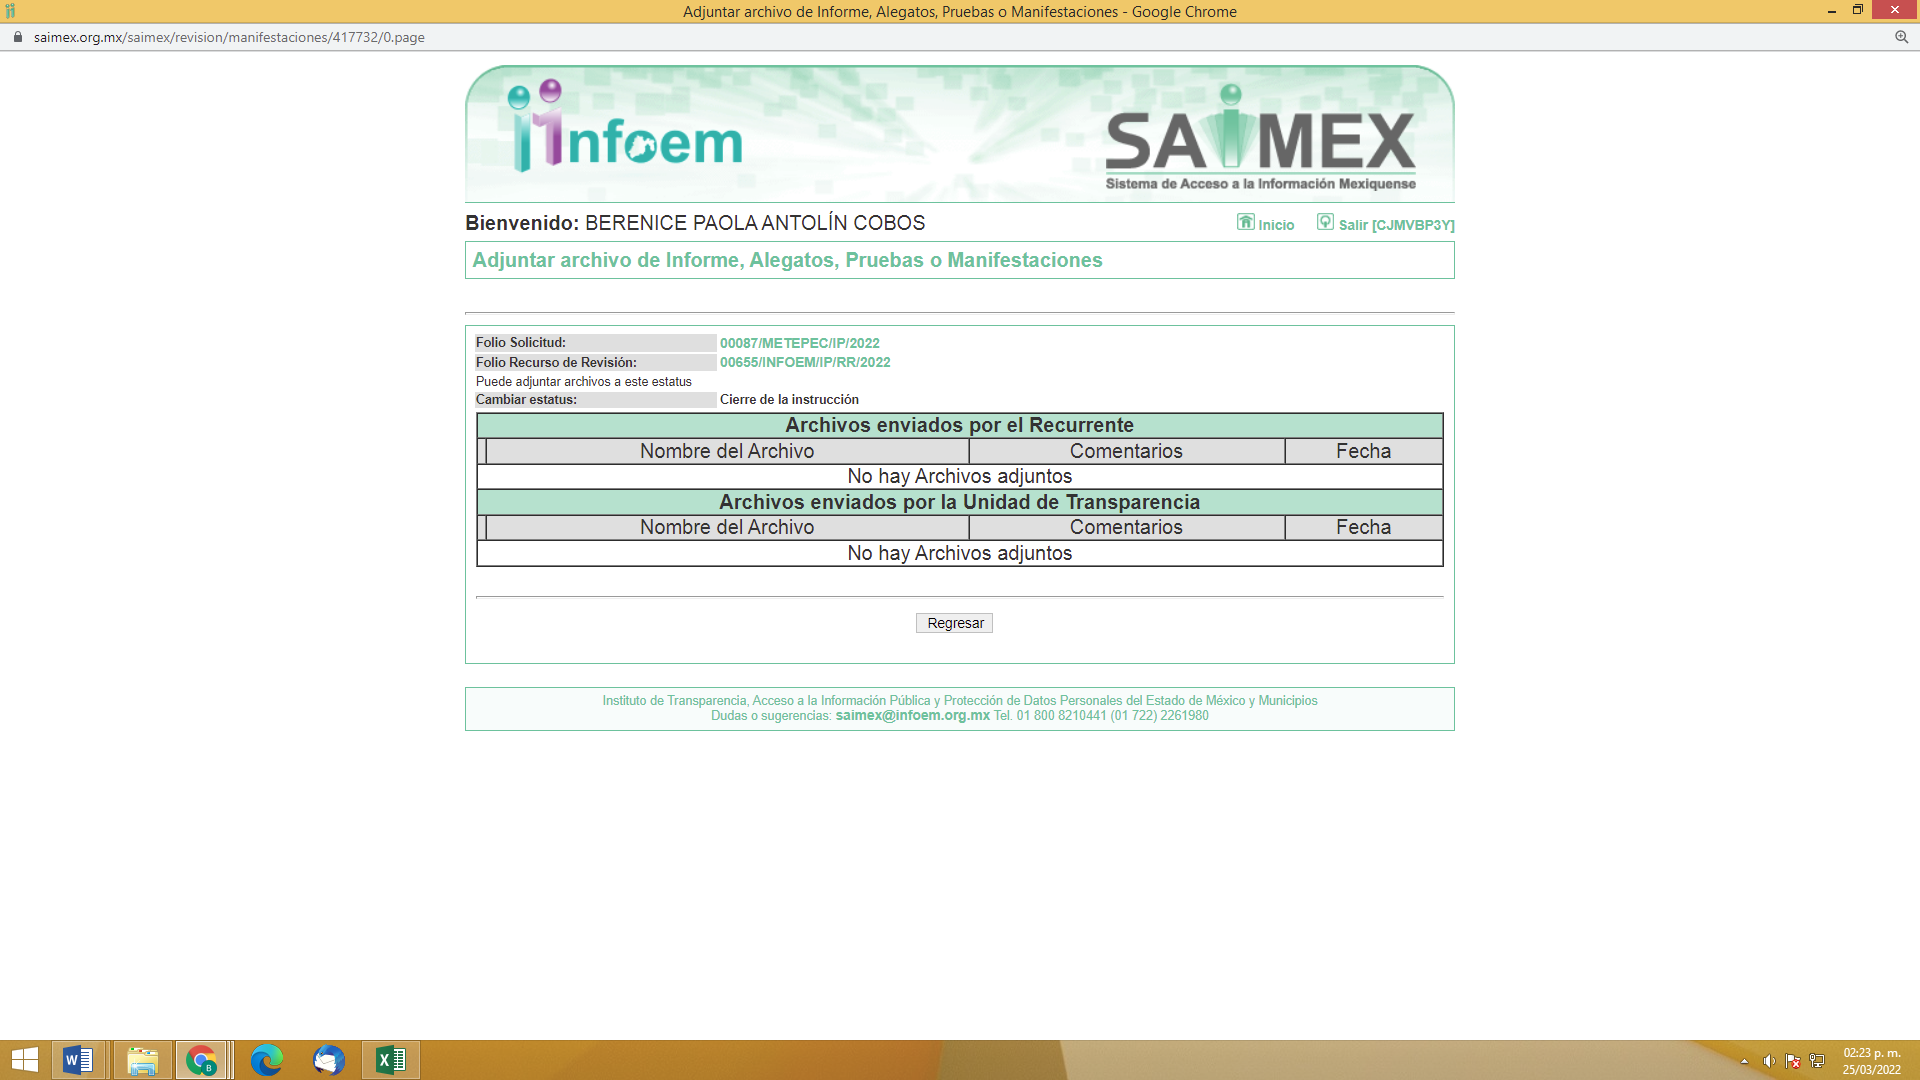 Adjuntar archivo de Informe, Alegatos, Pruebas o Manifestaciones - Google Chrome
saimex.org.mx/saimex/revision/manifestaciones/417732/0.page
infoem
SAIMEX
Sistema de Acceso a la Información Mexiquense
Bienvenido: BERENICE PAOLA ANTOLÍN COBOS
Inicio Salir [CJMVBP3Y]
Adjuntar archivo de Informe, Alegatos, Pruebas o Manifestaciones
Folio Solicitud: 00087/METEPEC/IP/2022
Folio Recurso de Revisión: 00655/INFOEM/IP/RR/2022
Puede adjuntar archivos a este estatus
Cambiar estatus: Cierre de la instrucción
Archivos enviados por el Recurrente
Nombre del Archivo Comentarios Fecha
No hay Archivos adjuntos
Archivos enviados por la Unidad de Transparencia
Nombre del Archivo Comentarios Fecha
No hay Archivos adjuntos
Regresar
Instituto de Transparencia, Acceso a la Información Pública y Protección de Datos Personales del Estado de México y Municipios
Dudas o sugerencias: saimex@infoem.org.mx Tel. 01 800 8210441 (01 722) 2261980
02:23 p. m.
25/03/2022